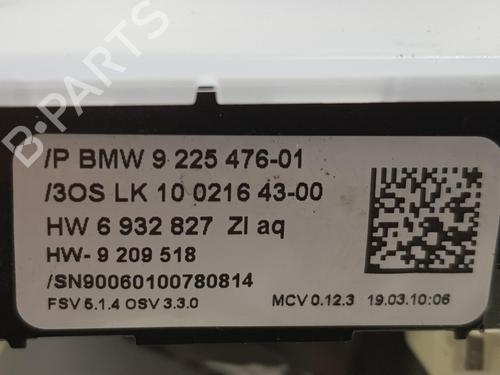 B-PARTS
/P BMW 9 225 476-01
/3OS LK 10 0216 43-00
HW 6 932 827 ZI aq
HW- 9 209 518
/SN90060100780814
FSV 5.1.4 OSV 3.3.0 MCV 0.12.3 19.03.10:06